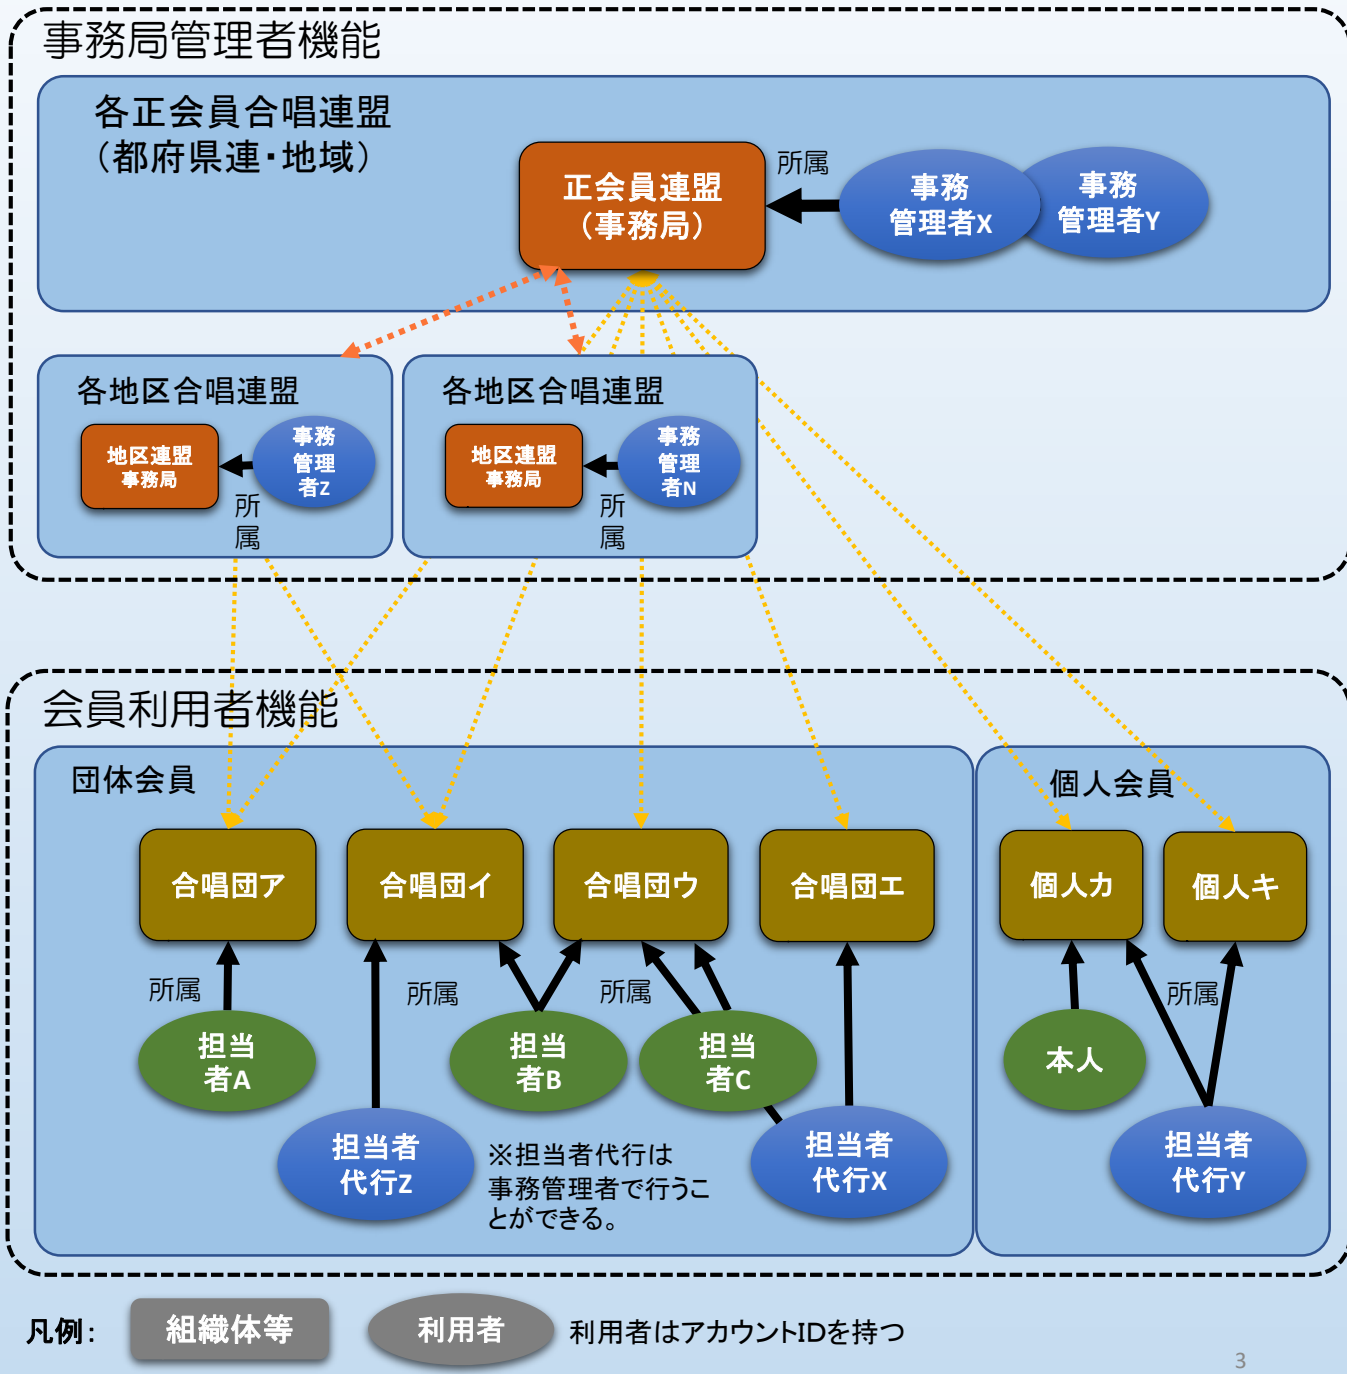 事務局管理者機能
各正会員合唱連盟
（都府県連・地域）
正会員連盟
（事務局）
所属
事務
管理者X
事務
管理者Y
各地区合唱連盟
地区連盟
事務局
事務
管理
者Z
所
属
各地区合唱連盟
地区連盟
事務局
事務
管理
者N
所
属
会員利用者機能
団体会員
個人会員
合唱団ア
合唱団イ
合唱団ウ
合唱団エ
個人カ
個人キ
所属
所属
所属
所属
担当
者A
担当
者B
担当
者C
本人
担当者
代行Z
※担当者代行は
事務管理者で行うこ
とができる。
担当者
代行X
担当者
代行Y
凡例：
組織体等
利用者
利用者はアカウントIDを持つ
3